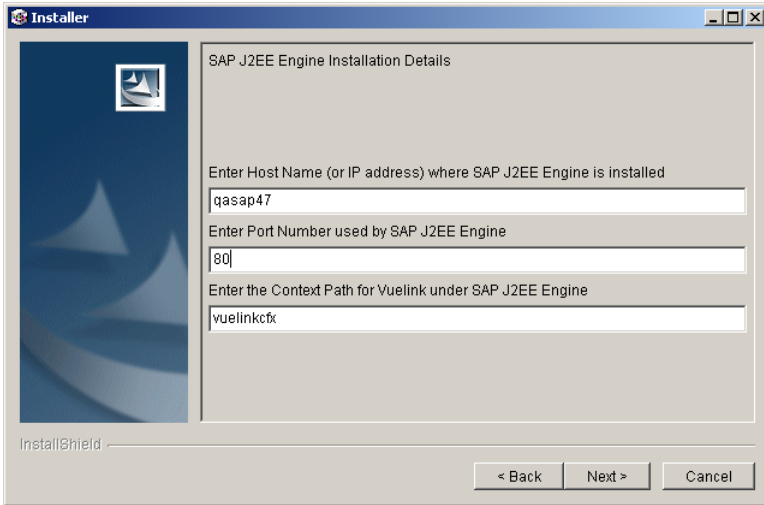 Installer
SAP J2EE Engine Installation Details
Enter Host Name (or IP address) where SAP J2EE Engine is installed
qasap47
Enter Port Number used by SAP J2EE Engine
80
Enter the Context Path for Vuelink under SAP J2EE Engine
vuelinkcfx
InstallShield
< Back Next > Cancel